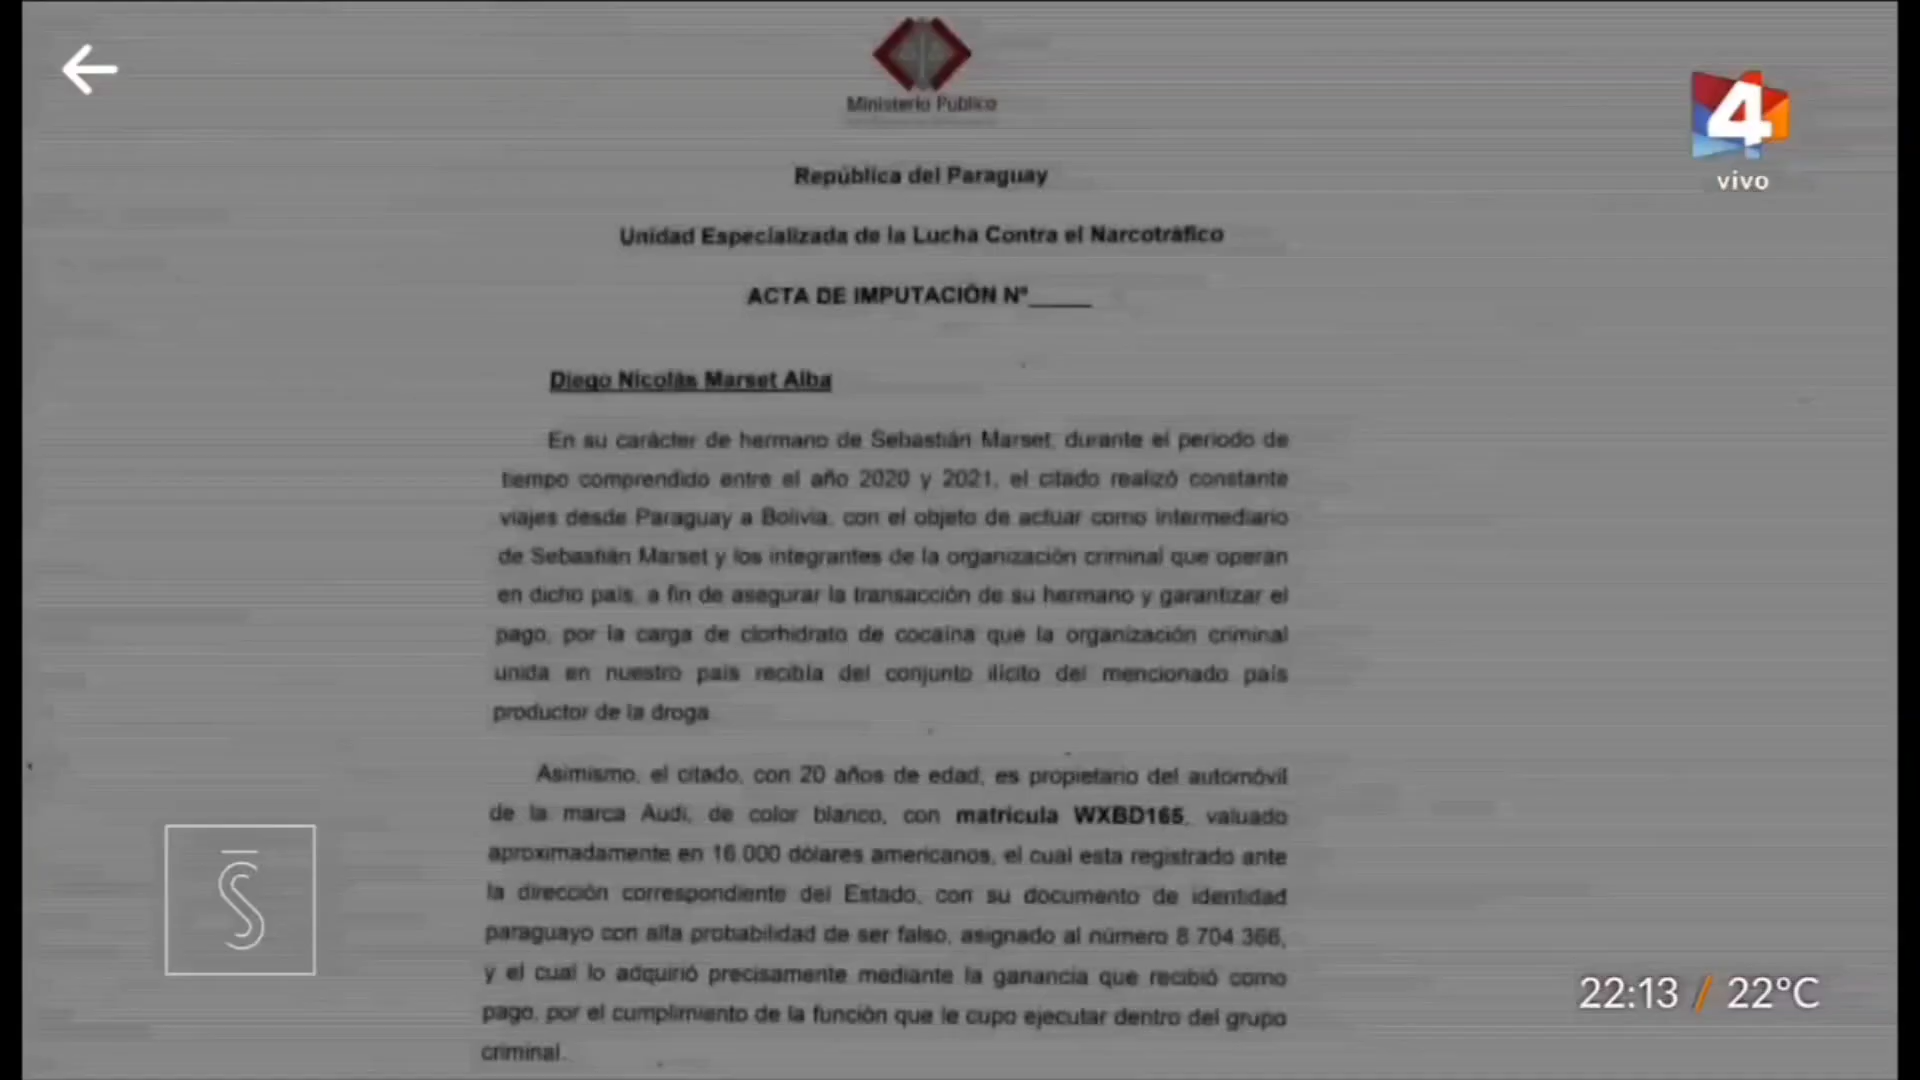 Ministerio Publico
4
vivo
República del Paraguay
Unidad Especializada de la Lucha Contra el Narcotráfico
ACTA DE IMPUTACIÓN N°_____
Diego Nicolás Marset Alba
En su carácter de hermano de Sebastián Marset, durante el periodo de
tiempo comprendido entre el año 2020 y 2021, el citado realizó constante
viajes desde Paraguay a Bolivia, con el objeto de actuar como intermediario
de Sebastián Marset y los integrantes de la organización criminal que operan
en dicho país, a fin de asegurar la transacción de su hermano y garantizar el
pago, por la carga de clorhidrato de cocaína que la organización criminal
unida en nuestro país recibía del conjunto ilícito del mencionado país
productor de la droga.
Asimismo, el citado, con 20 años de edad, es propietario del automóvil
de la marca Audi, de color blanco, con matricula WXBD165, valuado
aproximadamente en 16.000 dólares americanos, el cual esta registrado ante
la dirección correspondiente del Estado, con su documento de identidad
paraguayo con alta probabilidad de ser falso, asignado al número 8.704.366,
y el cual lo adquirió precisamente mediante la ganancia que recibió como
pago, por el cumplimiento de la función que le cupo ejecutar dentro del grupo
criminal.
S
22:13 / 22°C